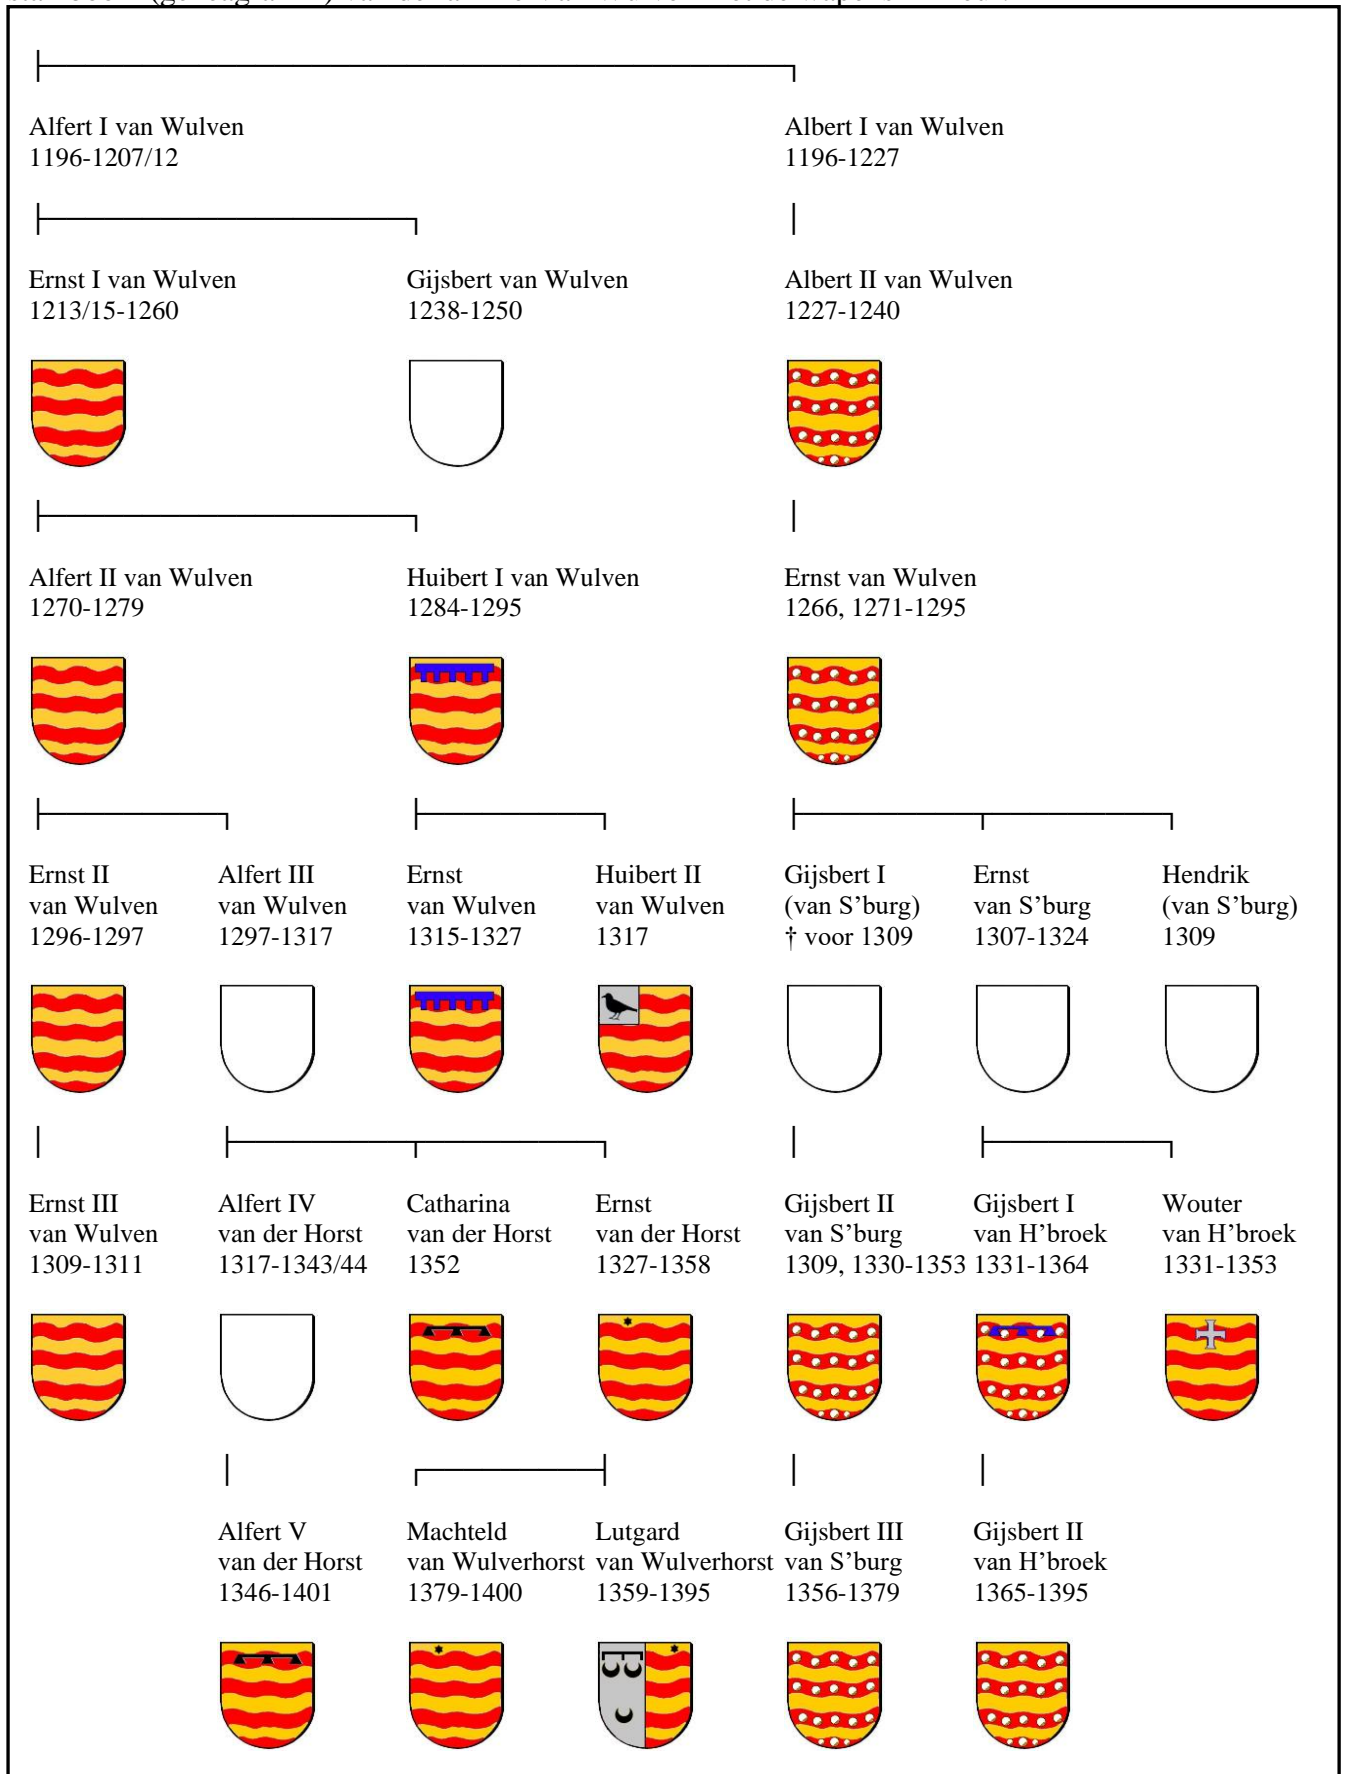 Alfert I van Wulven
1196-1207/12
Albert I van Wulven
1196-1227
Ernst I van Wulven
1213/15-1260
Gijsbert van Wulven
1238-1250
Albert II van Wulven
1227-1240
Alfert II van Wulven
1270-1279
Huibert I van Wulven
1284-1295
Ernst van Wulven
1266, 1271-1295
Ernst II
van Wulven
1296-1297
Alfert III
van Wulven
1297-1317
Ernst
van Wulven
1315-1327
Huibert II
van Wulven
1317
Gijsbert I
(van S’burg)
† voor 1309
Ernst
van S’burg
1307-1324
Hendrik
(van S’burg)
1309
Ernst III
van Wulven
1309-1311
Alfert IV
van der Horst
1317-1343/44
Catharina
van der Horst
1352
Ernst
van der Horst
1327-1358
Gijsbert II
van S’burg
1309, 1330-1353
Gijsbert I
van H’broek
1331-1364
Wouter
van H’broek
1331-1353
Alfert V
van der Horst
1346-1401
Machteld
van Wulverhorst
1379-1400
Lutgard
van Wulverhorst
1359-1395
Gijsbert III
van S’burg
1356-1379
Gijsbert II
van H’broek
1365-1395